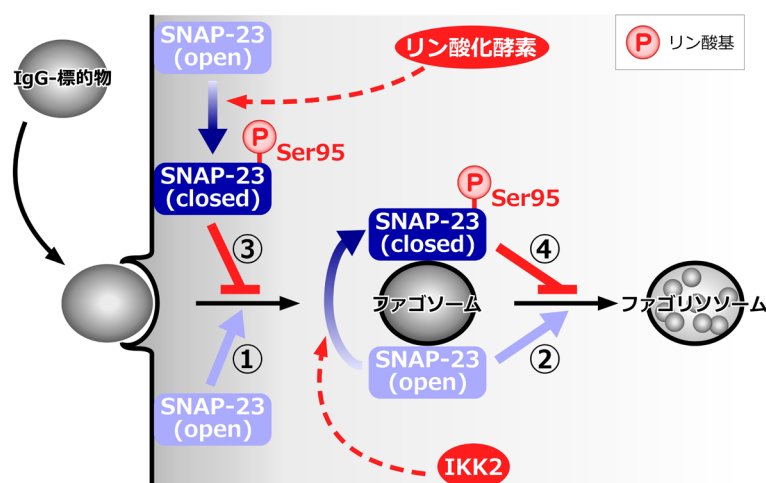 SNAP-23
(open)
リン酸化酵素
P
リン酸基
IgG-標的物
P
Ser95
SNAP-23
(closed)
P
Ser95
SNAP-23
(closed)
③
④
ファゴソーム
ファゴリソソーム
①
②
SNAP-23
(open)
SNAP-23
(open)
IKK2